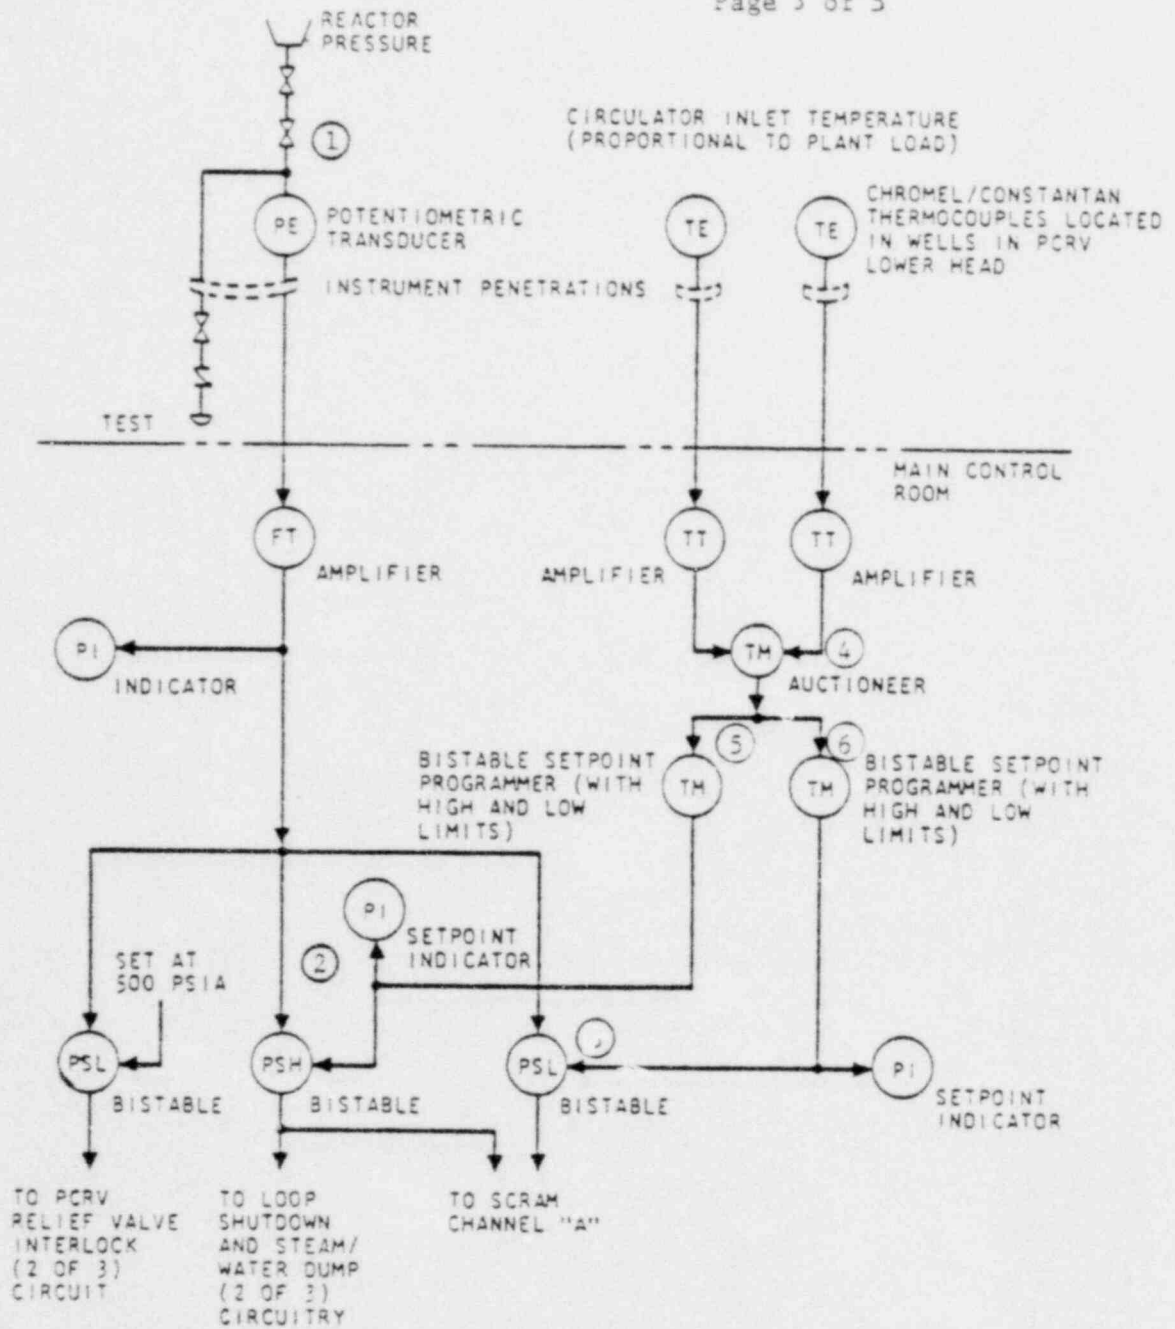 Page 5 of 5
REACTOR
PRESSURE
1
CIRCULATOR INLET TEMPERATURE
(PROPORTIONAL TO PLANT LOAD)
PE
POTENTIOMETRIC
TRANSDUCER
TE
TE
CHROMEL/CONSTANTAN
THERMOCOUPLES LOCATED
IN WELLS IN PCRV
LOWER HEAD
INSTRUMENT PENETRATIONS
TEST
MAIN CONTROL
ROOM
FT
AMPLIFIER
TT
AMPLIFIER
TT
AMPLIFIER
PI
INDICATOR
TM
4
AUCTIONEER
5
6
BISTABLE SETPOINT
PROGRAMMER (WITH
HIGH AND LOW
LIMITS)
TM
TM
BISTABLE SETPOINT
PROGRAMMER (WITH
HIGH AND LOW
LIMITS)
PI
SETPOINT
INDICATOR
2
SET AT
500 PSIA
PSL
BISTABLE
PSH
BISTABLE
PSL
BISTABLE
PI
SETPOINT
INDICATOR
TO PCRV
RELIEF VALVE
INTERLOCK
(2 OF 3)
CIRCUIT
TO LOOP
SHUTDOWN
AND STEAM/
WATER DUMP
(2 OF 3)
CIRCUITRY
TO SCRAM
CHANNEL "A"